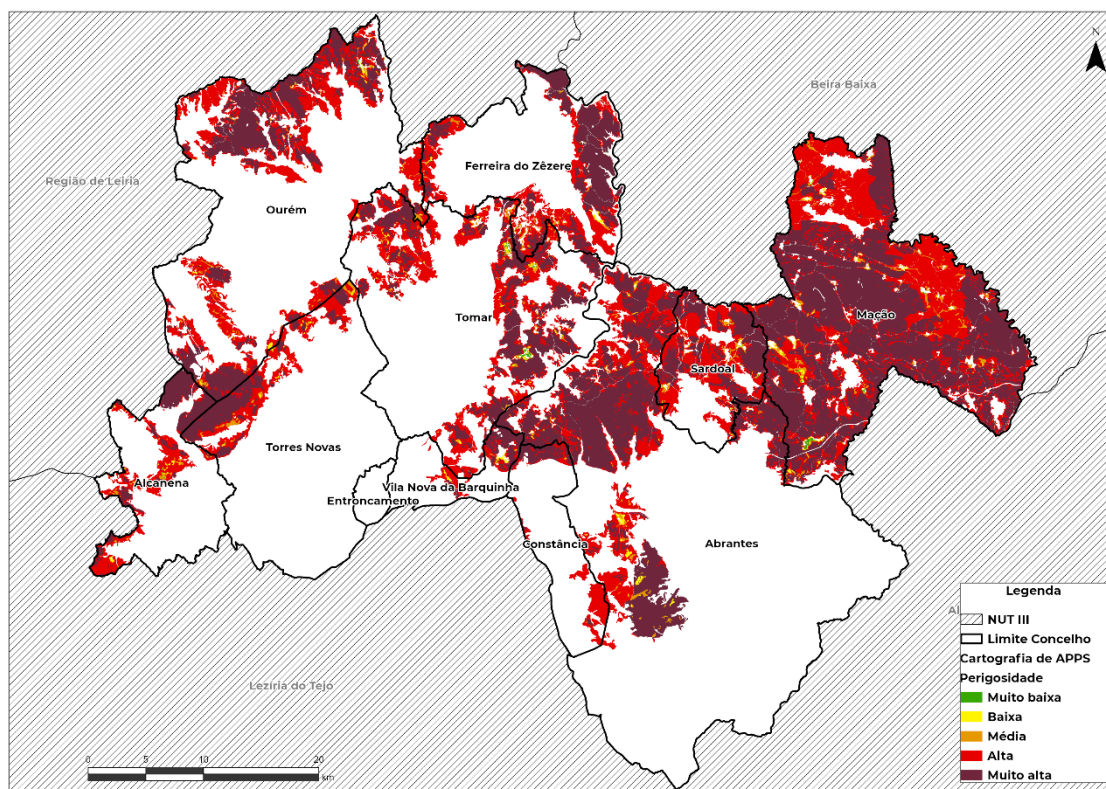 N
Beira Baixa
Ferreira do Zêzere
Região de Leiria
Ourém
Mação
Tomar
Sardoal
Torres Novas
Alcanena
Vila Nova da Barquinha
Entroncamento
Constância
Abrantes
Lezíria do Tejo
Al
Legenda
NUT III
Limite Concelho
Cartografia de APPS
Perigosidade
Muito baixa
Baixa
Média
Alta
Muito alta
0 5 10 20
km